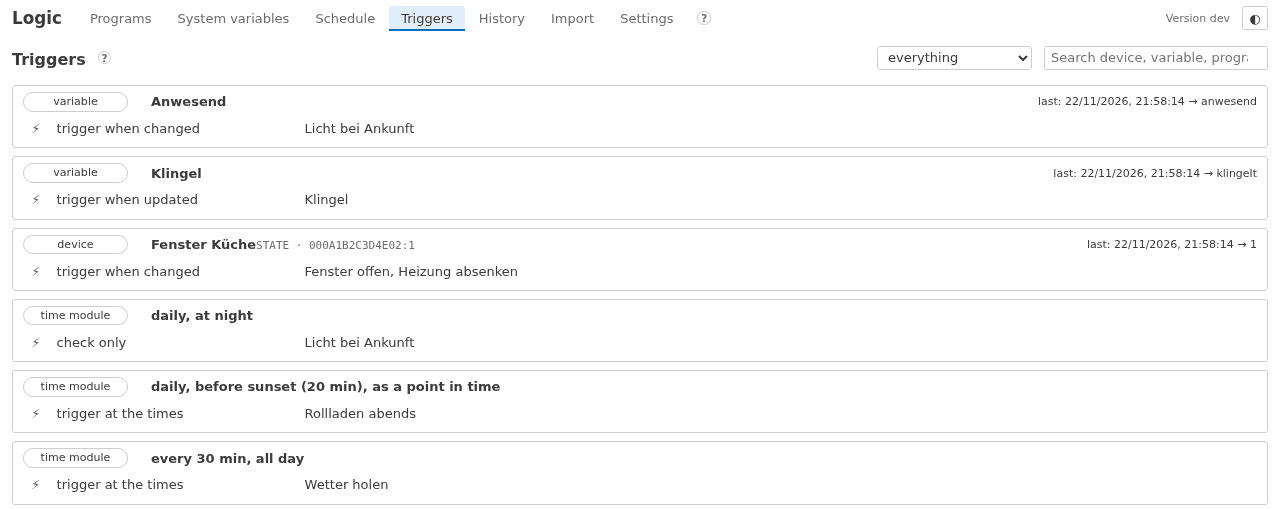 Logic Programs System variables Schedule Triggers History Import Settings ? Version dev
Triggers ? everything Search device, variable, progra
variable Anwesend last: 22/11/2026, 21:58:14 → anwesend
⚡ trigger when changed Licht bei Ankunft
variable Klingel last: 22/11/2026, 21:58:14 → klingelt
⚡ trigger when updated Klingel
device Fenster Küche STATE · 000A1B2C3D4E02:1 last: 22/11/2026, 21:58:14 → 1
⚡ trigger when changed Fenster offen, Heizung absenken
time module daily, at night
⚡ check only Licht bei Ankunft
time module daily, before sunset (20 min), as a point in time
⚡ trigger at the times Rollladen abends
time module every 30 min, all day
⚡ trigger at the times Wetter holen